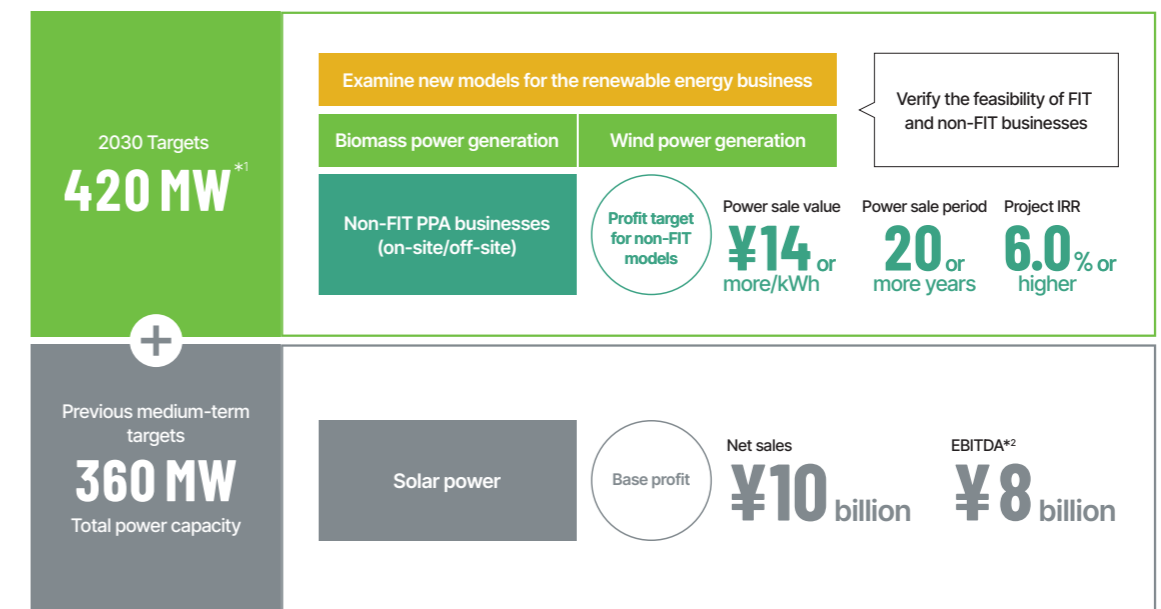 2030 Targets
420 MW*1
Examine new models for the renewable energy business
Biomass power generation
Wind power generation
Verify the feasibility of FIT
and non-FIT businesses
Non-FIT PPA businesses
(on-site/off-site)
Profit target
for non-FIT
models
Power sale value
¥14 or
more/kWh
Power sale period
20 or
more years
Project IRR
6.0% or
higher
+
Previous medium-term
targets
360 MW
Total power capacity
Solar power
Base profit
Net sales
¥10 billion
EBITDA*2
¥8 billion